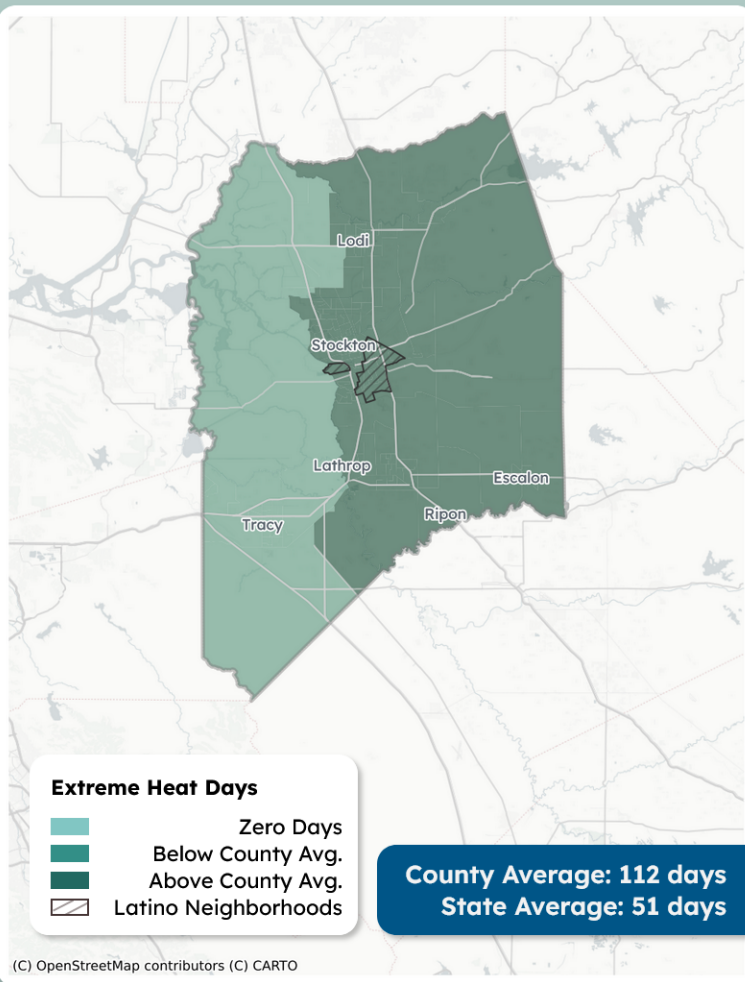 Lodi
Stockton
Lathrop
Escalon
Ripon
Tracy
Extreme Heat Days
Zero Days
Below County Avg.
Above County Avg.
Latino Neighborhoods
County Average: 112 days
State Average: 51 days
(C) OpenStreetMap contributors (C) CARTO